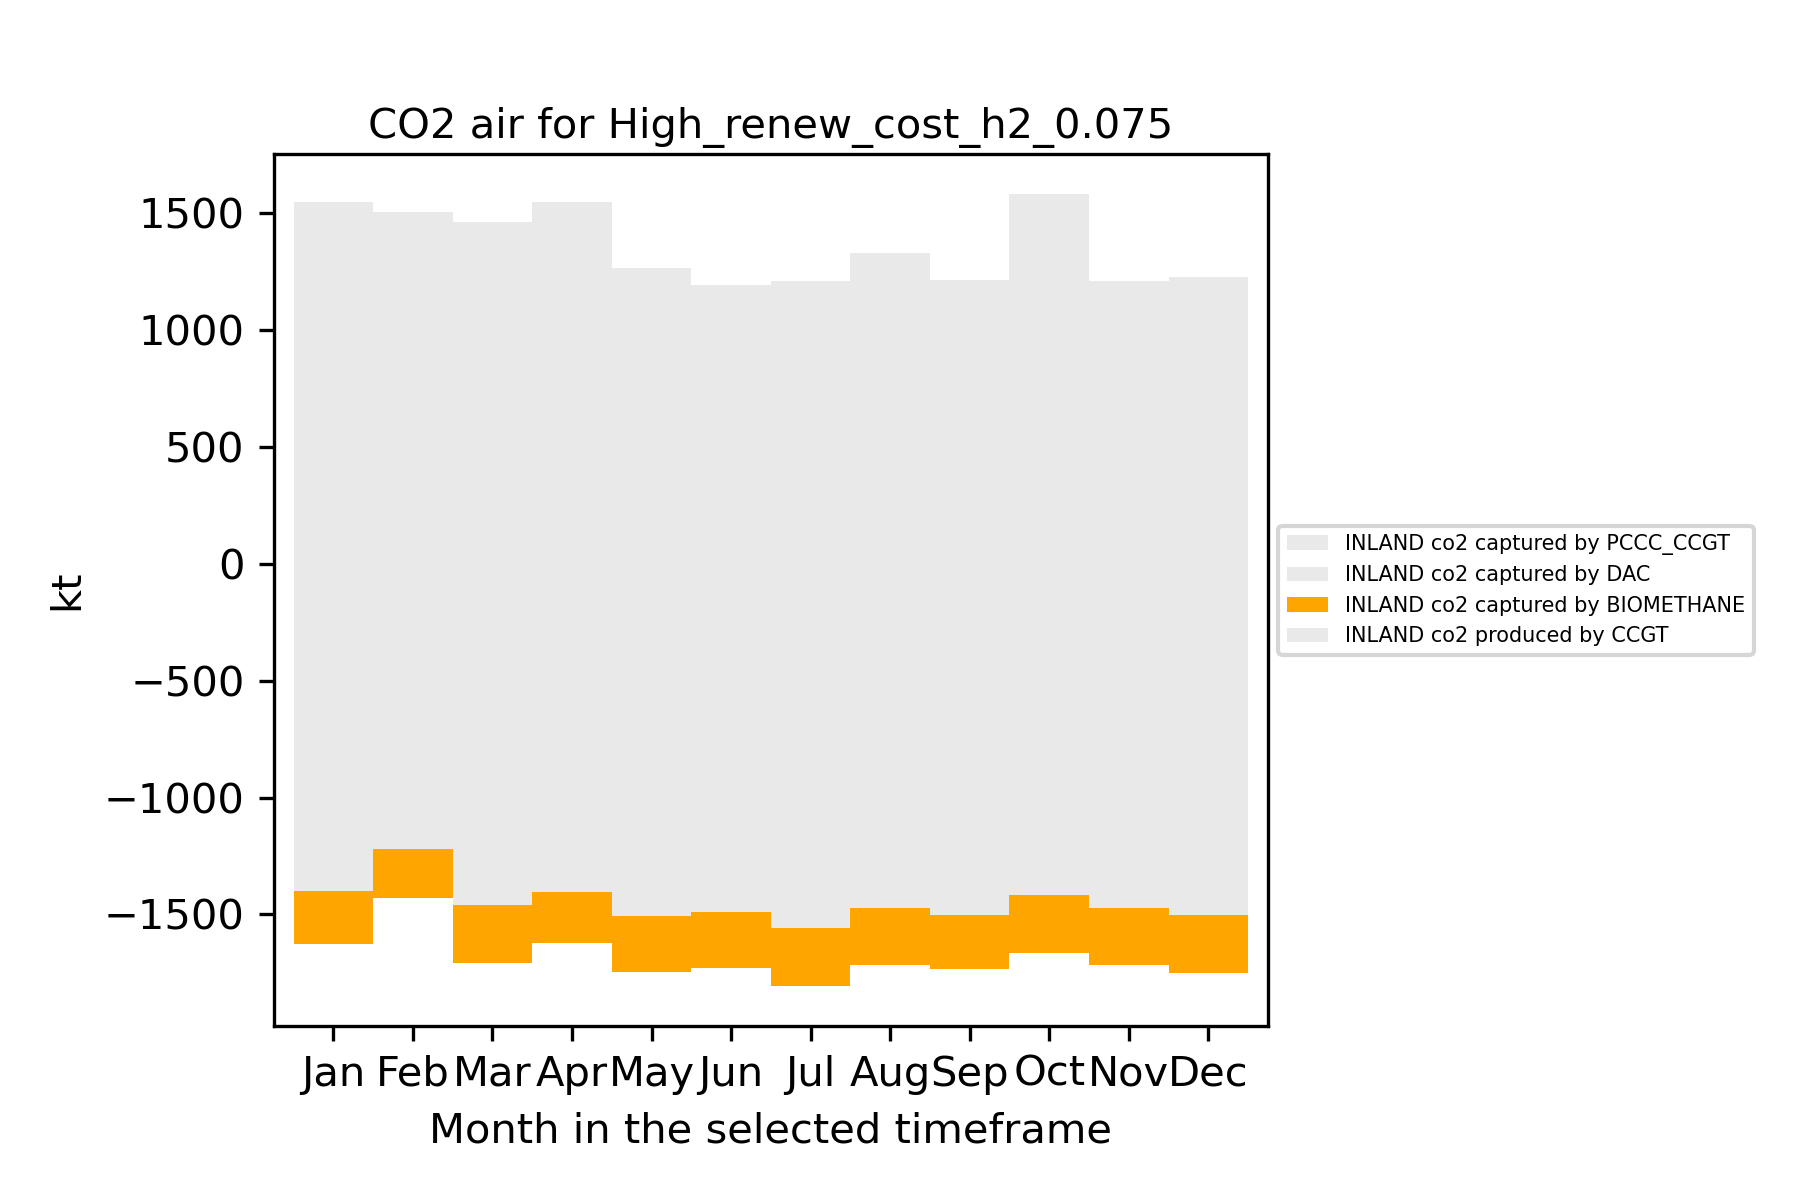 CO2 air for High_renew_cost_h2_0.075
1500
1000
500
0
−500
−1000
−1500
kt
Jan Feb Mar Apr May Jun Jul Aug Sep Oct Nov Dec
Month in the selected timeframe
INLAND co2 captured by PCCC_CCGT
INLAND co2 captured by DAC
INLAND co2 captured by BIOMETHANE
INLAND co2 produced by CCGT